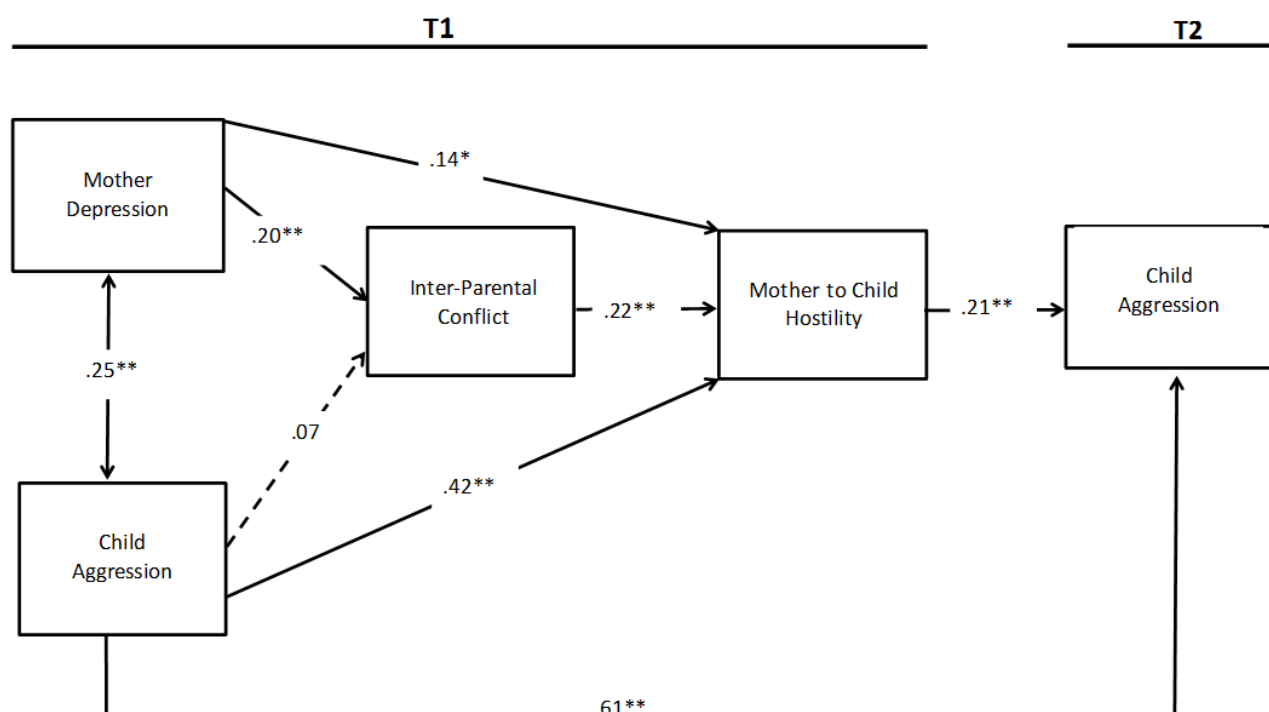 T1
T2
Mother
Depression
.14*
.20**
Inter-Parental
Conflict
.22**
Mother to Child
Hostility
.21**
Child
Aggression
.25**
.07
.42**
Child
Aggression
.61**